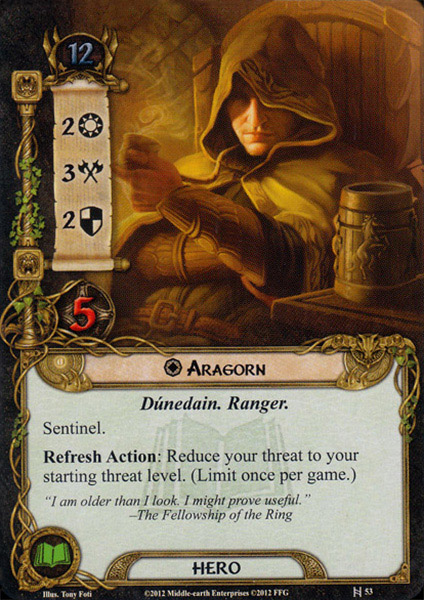 12
2
3
2
5
Aragorn
Dúnedain. Ranger.
Sentinel.
Refresh Action: Reduce your threat to your
starting threat level. (Limit once per game.)
"I am older than I look. I might prove useful."
–The Fellowship of the Ring
HERO
Illus. Tony Foti
©2012 Middle-earth Enterprises ©2012 FFG
53